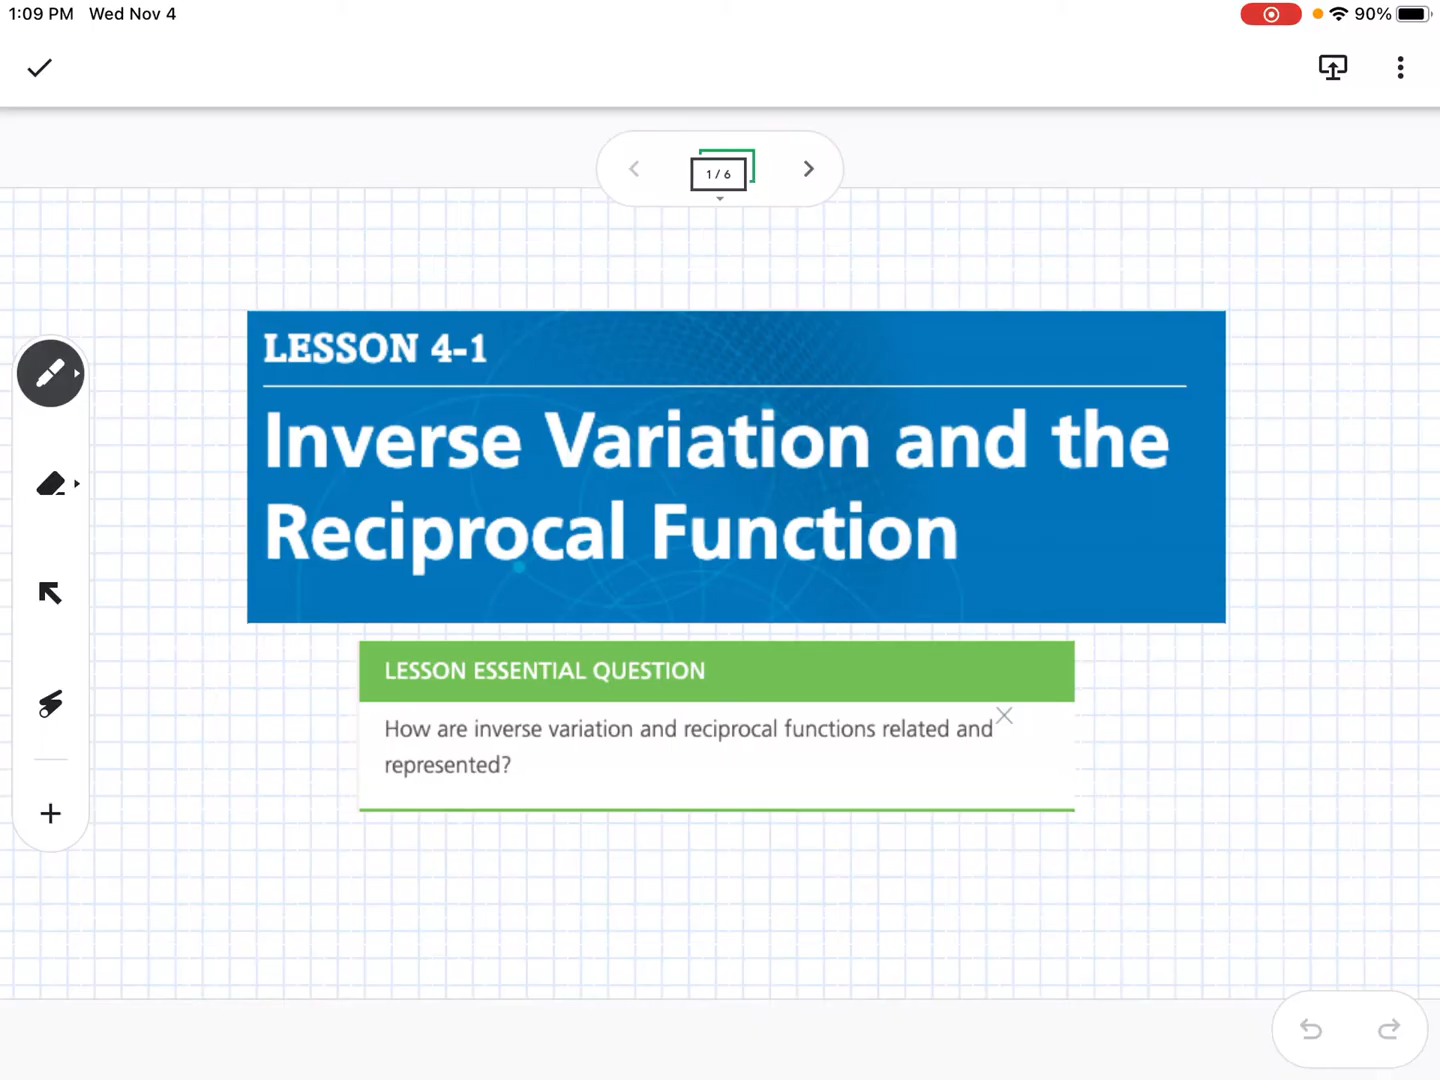 1:09 PM Wed Nov 4
90%
1 / 6
LESSON 4-1
Inverse Variation and the
Reciprocal Function
LESSON ESSENTIAL QUESTION
How are inverse variation and reciprocal functions related and
represented?